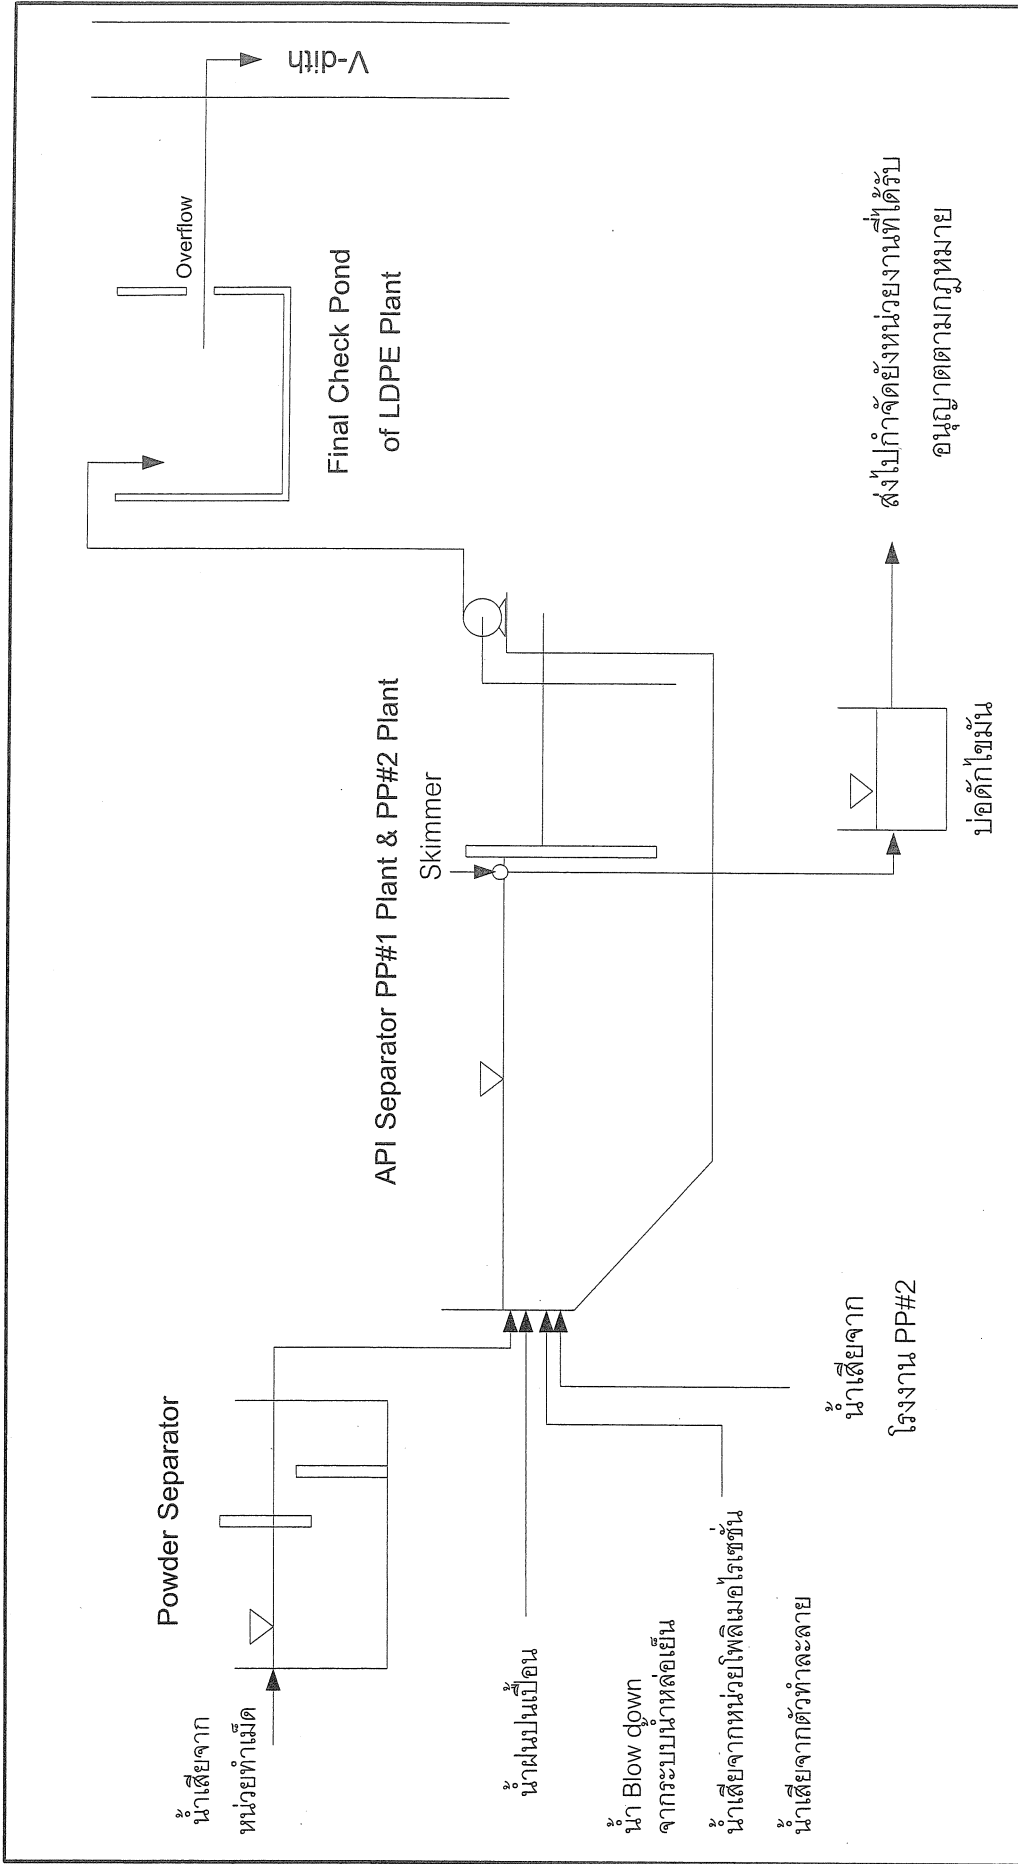 น้ำเสียจาก
หน่วยทำเม็ด
Powder Separator
น้ำฝนปนเปื้อน
น้ำ Blow down
จากระบบน้ำหล่อเย็น
น้ำเสียจากหน่วยโพลิเมอไรเซชั่น
น้ำเสียจากตัวทำละลาย
น้ำเสียจาก
โรงงาน PP#2
API Separator PP#1 Plant & PP#2 Plant
Skimmer
บ่อดักไขมัน
ส่งไปกำจัดยังหน่วยงานที่ได้รับ
อนุญาตตามกฎหมาย
Final Check Pond
of LDPE Plant
Overflow
V-dith